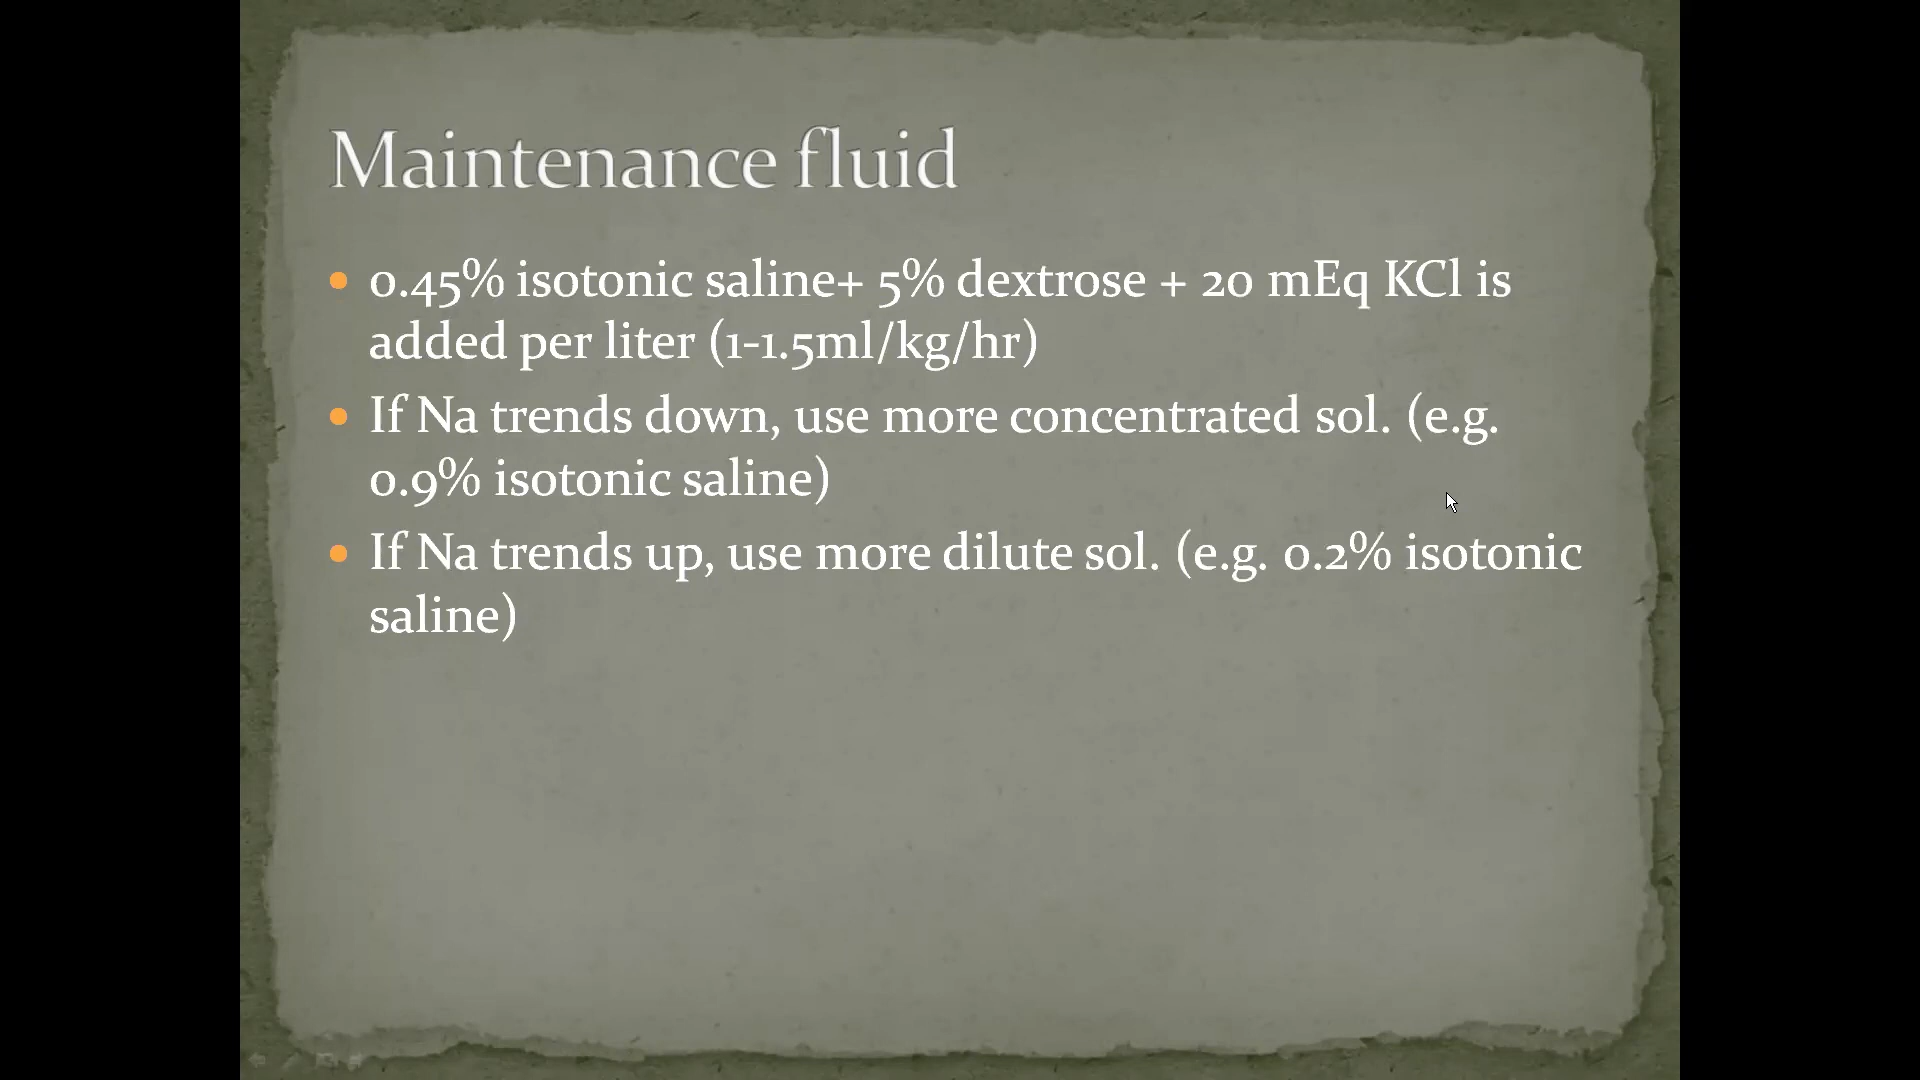 Maintenance fluid
0.45% isotonic saline+ 5% dextrose + 20 mEq KCl is
added per liter (1-1.5ml/kg/hr)
If Na trends down, use more concentrated sol. (e.g.
0.9% isotonic saline)
If Na trends up, use more dilute sol. (e.g. 0.2% isotonic
saline)